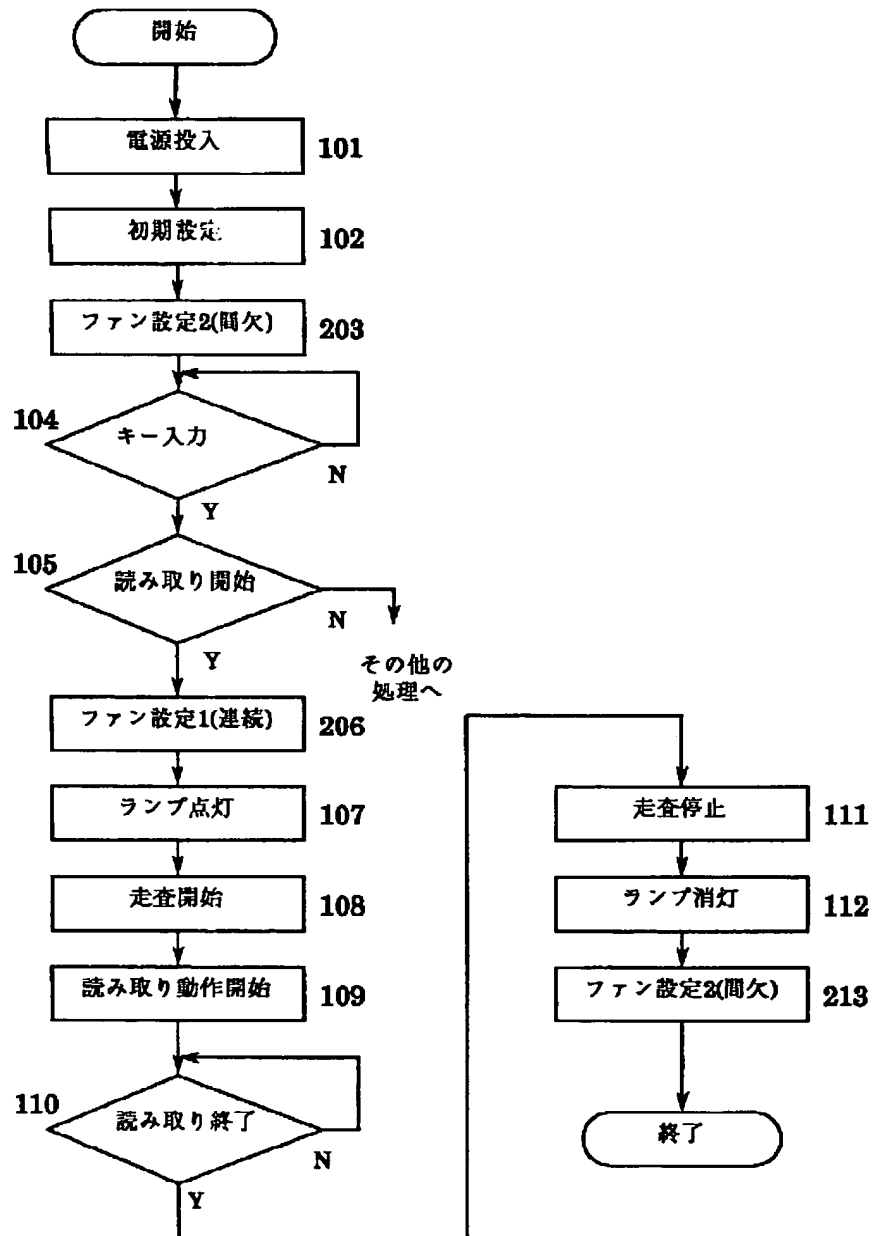 開始
電源投入 101
初期設定 102
ファン設定2(間欠) 203
104 キー入力
N
Y
105 読み取り開始
N
Y
その他の
処理へ
ファン設定1(連続) 206
ランプ点灯 107
走査開始 108
読み取り動作開始 109
110 読み取り終了
N
Y
走査停止 111
ランプ消灯 112
ファン設定2(間欠) 213
終了